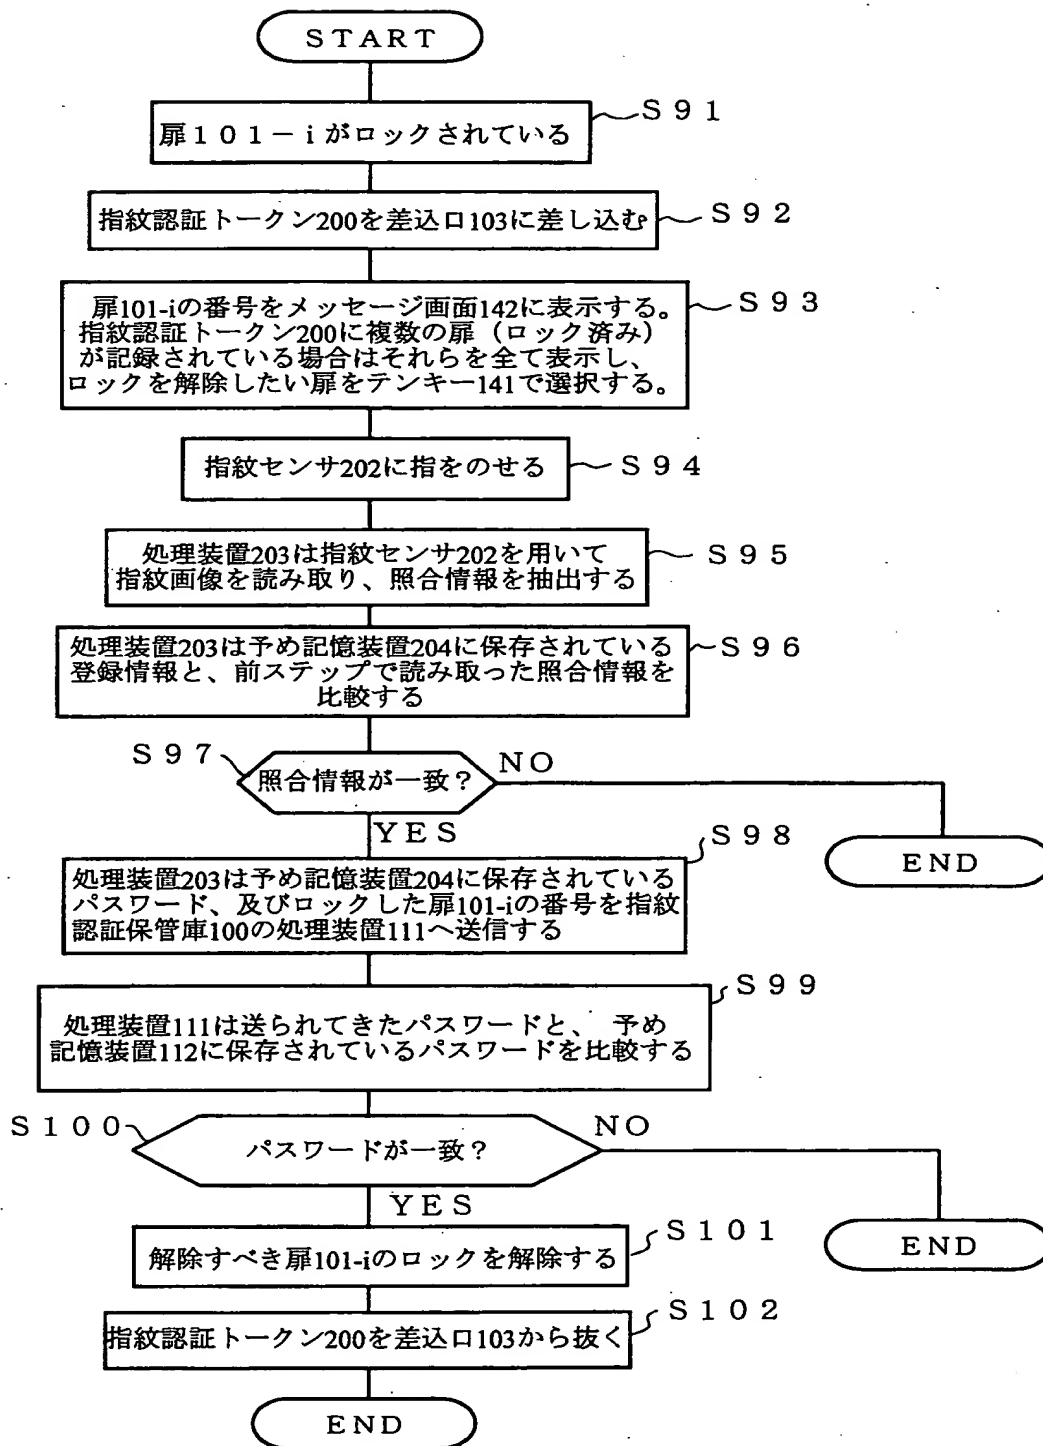 START
扉101-iがロックされている
S91
指紋認証トークン200を差込口103に差し込む
S92
扉101-iの番号をメッセージ画面142に表示する。
指紋認証トークン200に複数の扉（ロック済み）
が記録されている場合はそれらを全て表示し、
ロックを解除したい扉をテンキー141で選択する。
S93
指紋センサ202に指をのせる
S94
処理装置203は指紋センサ202を用いて
指紋画像を読み取り、照合情報を抽出する
S95
処理装置203は予め記憶装置204に保存されている
登録情報と、前ステップで読み取った照合情報を
比較する
S96
S97
照合情報が一致？
NO
YES
END
S98
処理装置203は予め記憶装置204に保存されている
パスワード、及びロックした扉101-iの番号を指紋
認証保管庫100の処理装置111へ送信する
S99
処理装置111は送られてきたパスワードと、 予め
記憶装置112に保存されているパスワードを比較する
S100
パスワードが一致？
NO
YES
END
解除すべき扉101-iのロックを解除する
S101
指紋認証トークン200を差込口103から抜く
S102
END